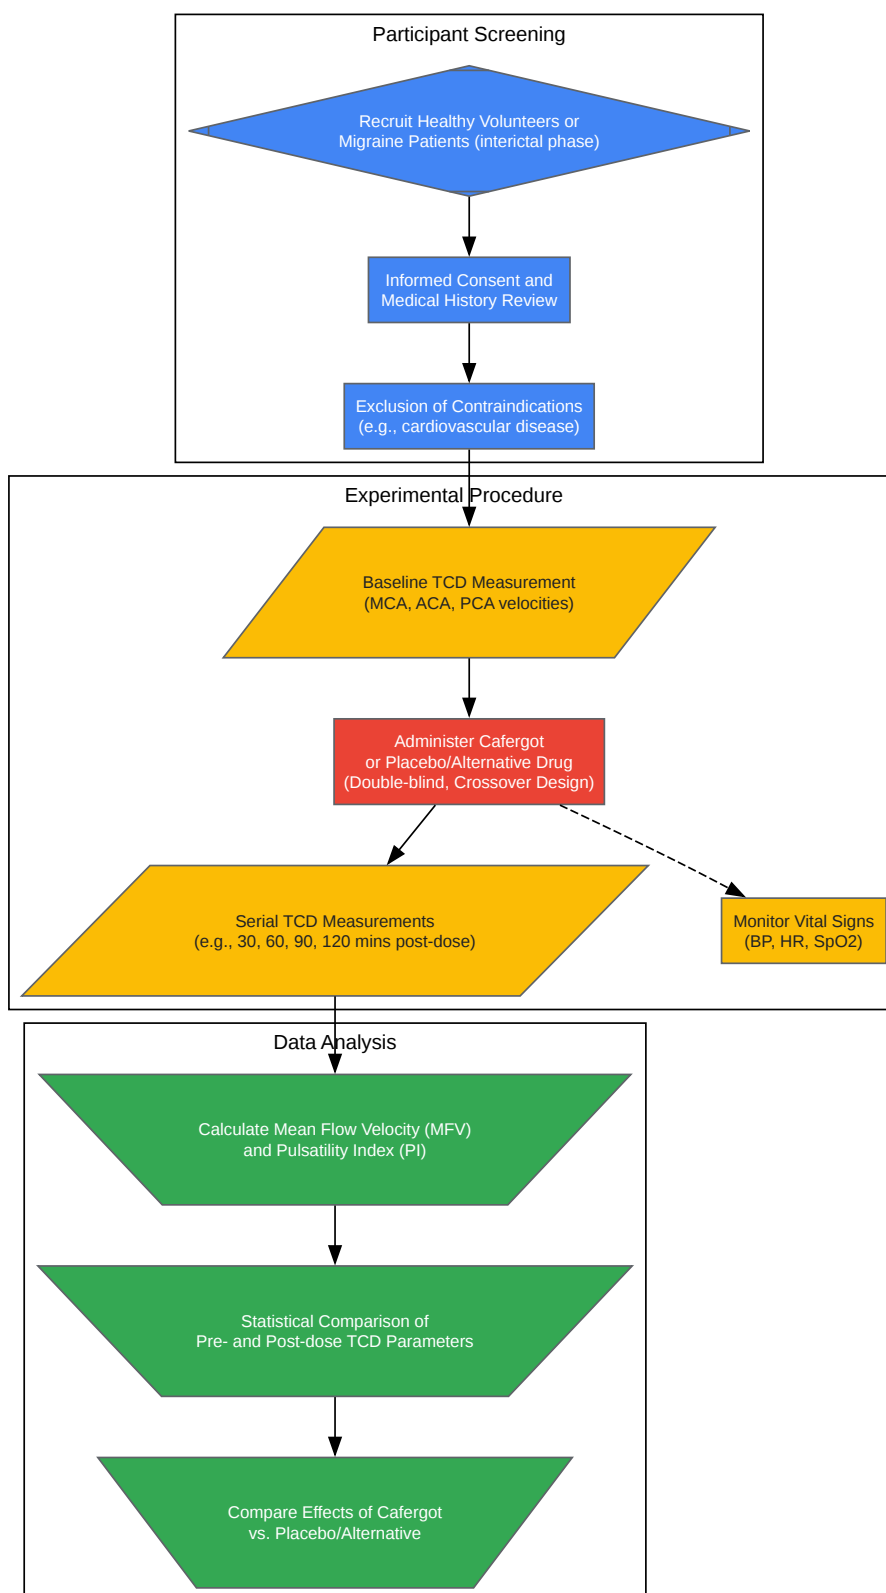 Participant Screening
Recruit Healthy Volunteers or
Migraine Patients (interictal phase)
Informed Consent and
Medical History Review
Exclusion of Contraindications
(e.g., cardiovascular disease)
Experimental Procedure
Baseline TCD Measurement
(MCA, ACA, PCA velocities)
Administer Cafergot
or Placebo/Alternative Drug
(Double-blind, Crossover Design)
Serial TCD Measurements
(e.g., 30, 60, 90, 120 mins post-dose)
Monitor Vital Signs
(BP, HR, SpO2)
Data Analysis
Calculate Mean Flow Velocity (MFV)
and Pulsatility Index (PI)
Statistical Comparison of
Pre- and Post-dose TCD Parameters
Compare Effects of Cafergot
vs. Placebo/Alternative